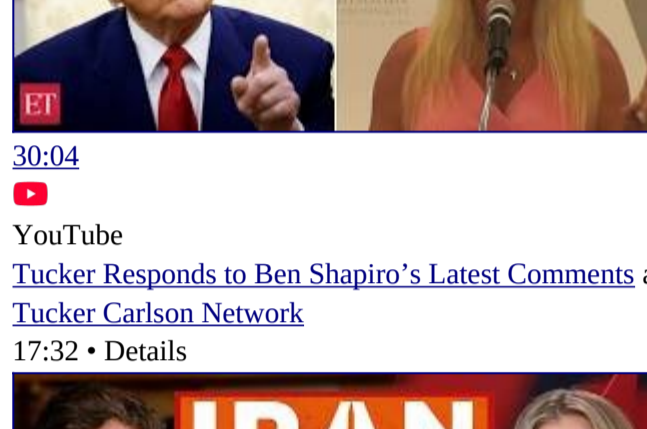 ET
30:04
YouTube
Tucker Responds to Ben Shapiro’s Latest Comments
Tucker Carlson Network
17:32 • Details
IRAN